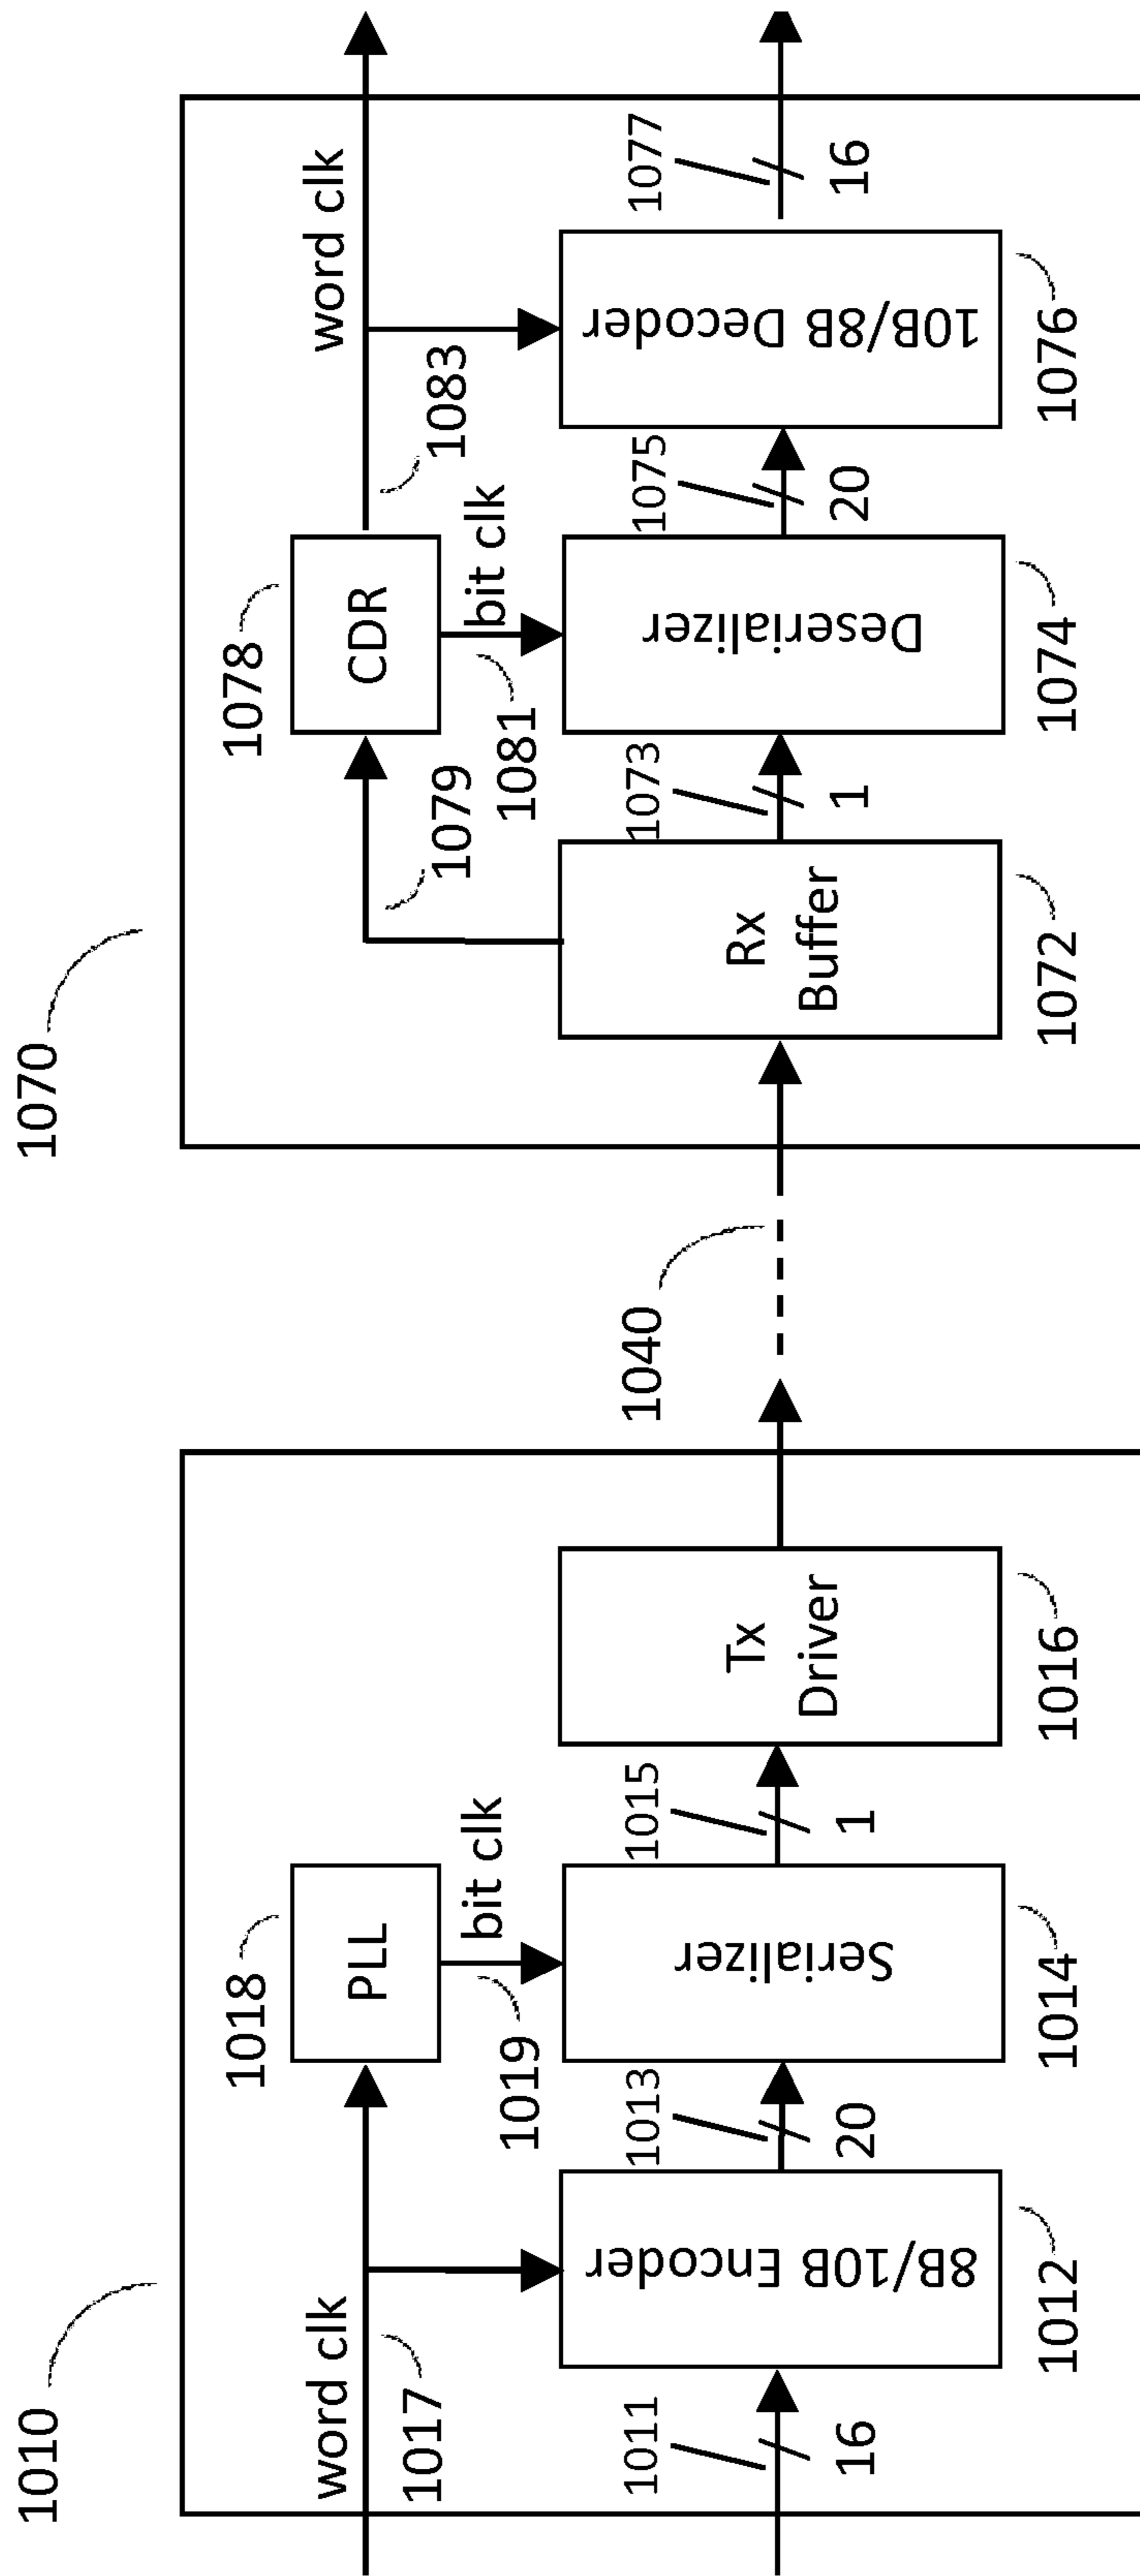 1010
1070
word clk
1017
1018
PLL
bit clk
1019
1011
16
8B/10B Encoder
1012
1013
20
Serializer
1014
1015
1
Tx
Driver
1016
1040
Rx
Buffer
1072
1079
1078
CDR
bit clk
1081
1073
1
Deserializer
1074
1075
20
word clk
1083
10B/8B Decoder
1076
1077
16